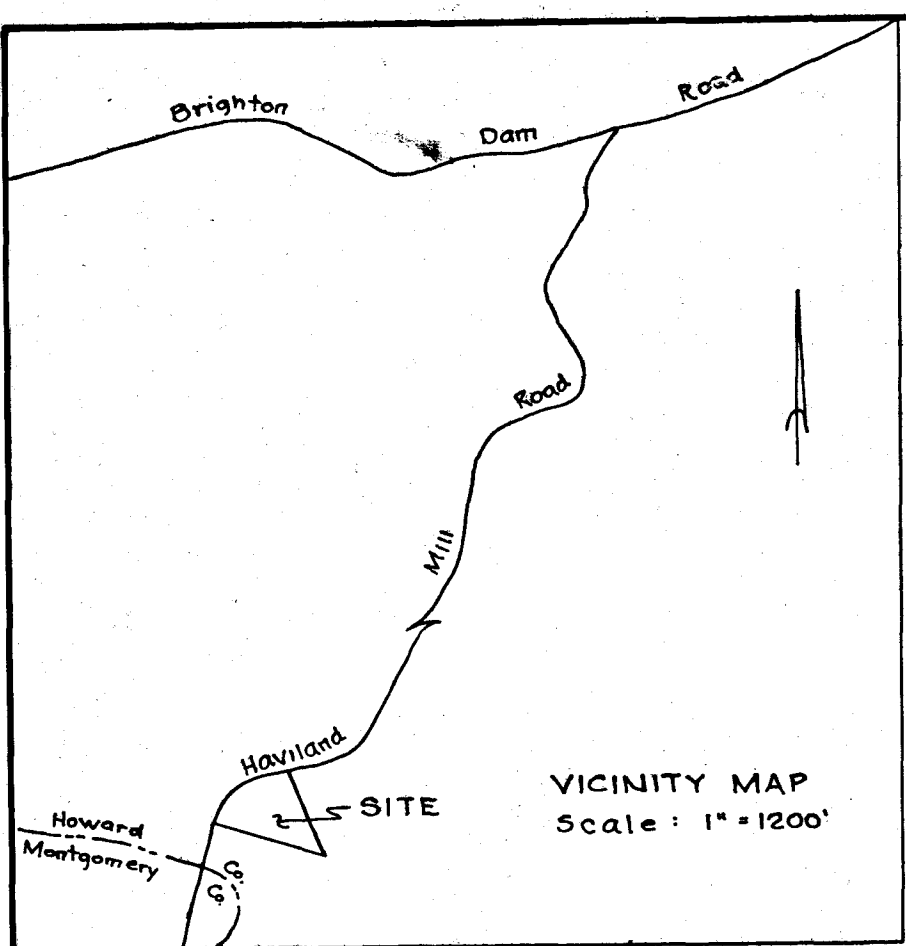 Brighton Dam Road
Haviland Mill Road
SITE
VICINITY MAP
Scale: 1" = 1200'
Howard Co.
Montgomery Co.